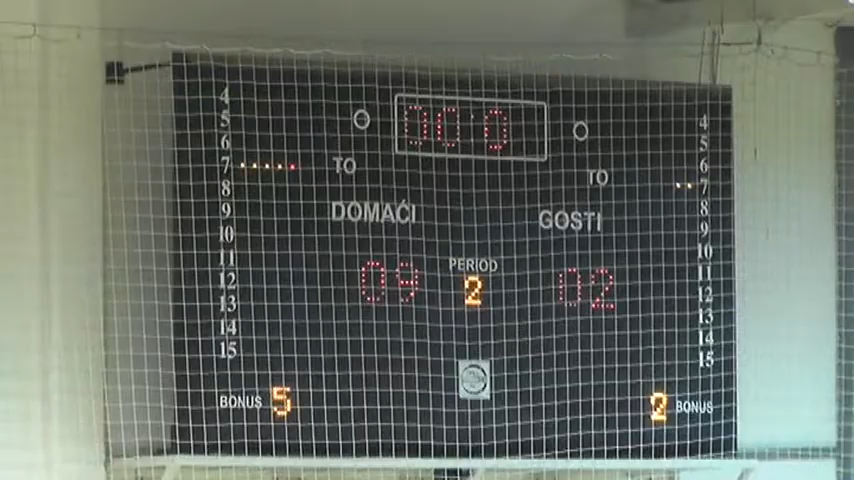 00:0
4 4
5 5
6 6
7 TO TO 7
8 8
9 DOMAĆI GOSTI 9
10 10
11 PERIOD 11
12 09 2 02 12
13 13
14 14
15 15
BONUS 5 2 BONUS